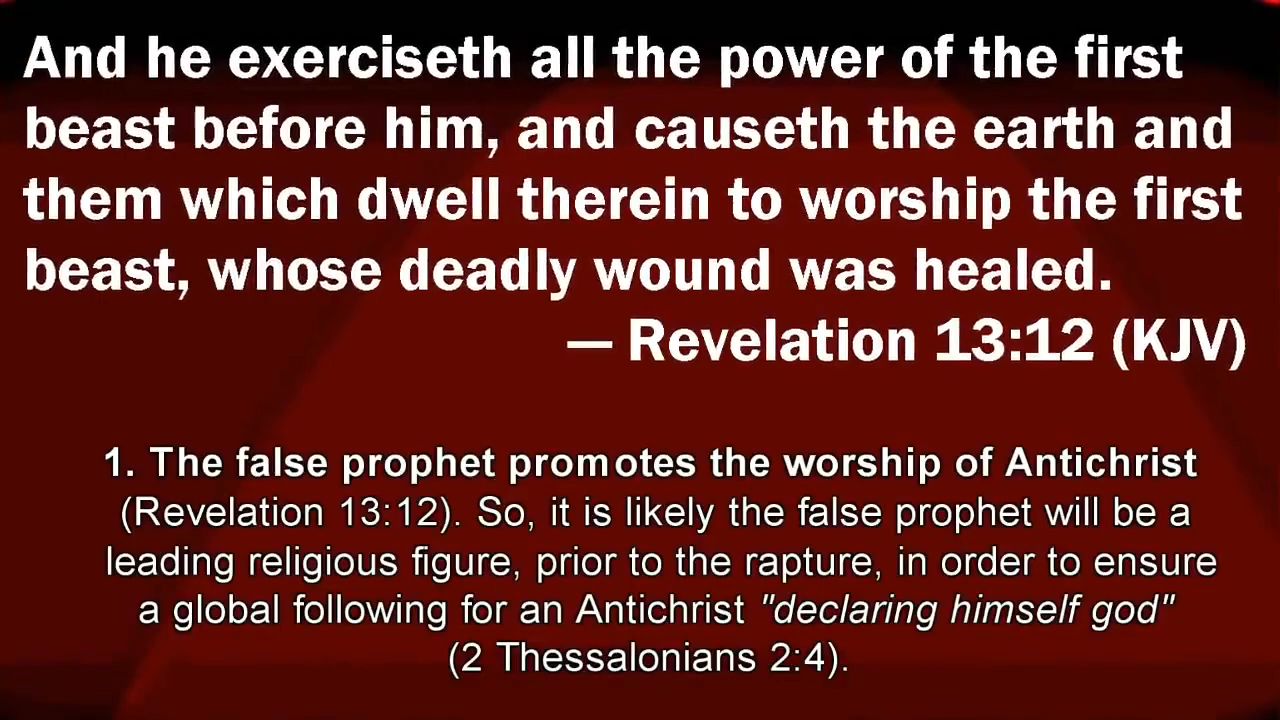 And he exerciseth all the power of the first
beast before him, and causeth the earth and
them which dwell therein to worship the first
beast, whose deadly wound was healed.
— Revelation 13:12 (KJV)
1. The false prophet promotes the worship of Antichrist
(Revelation 13:12). So, it is likely the false prophet will be a
leading religious figure, prior to the rapture, in order to ensure
a global following for an Antichrist "declaring himself god"
(2 Thessalonians 2:4).